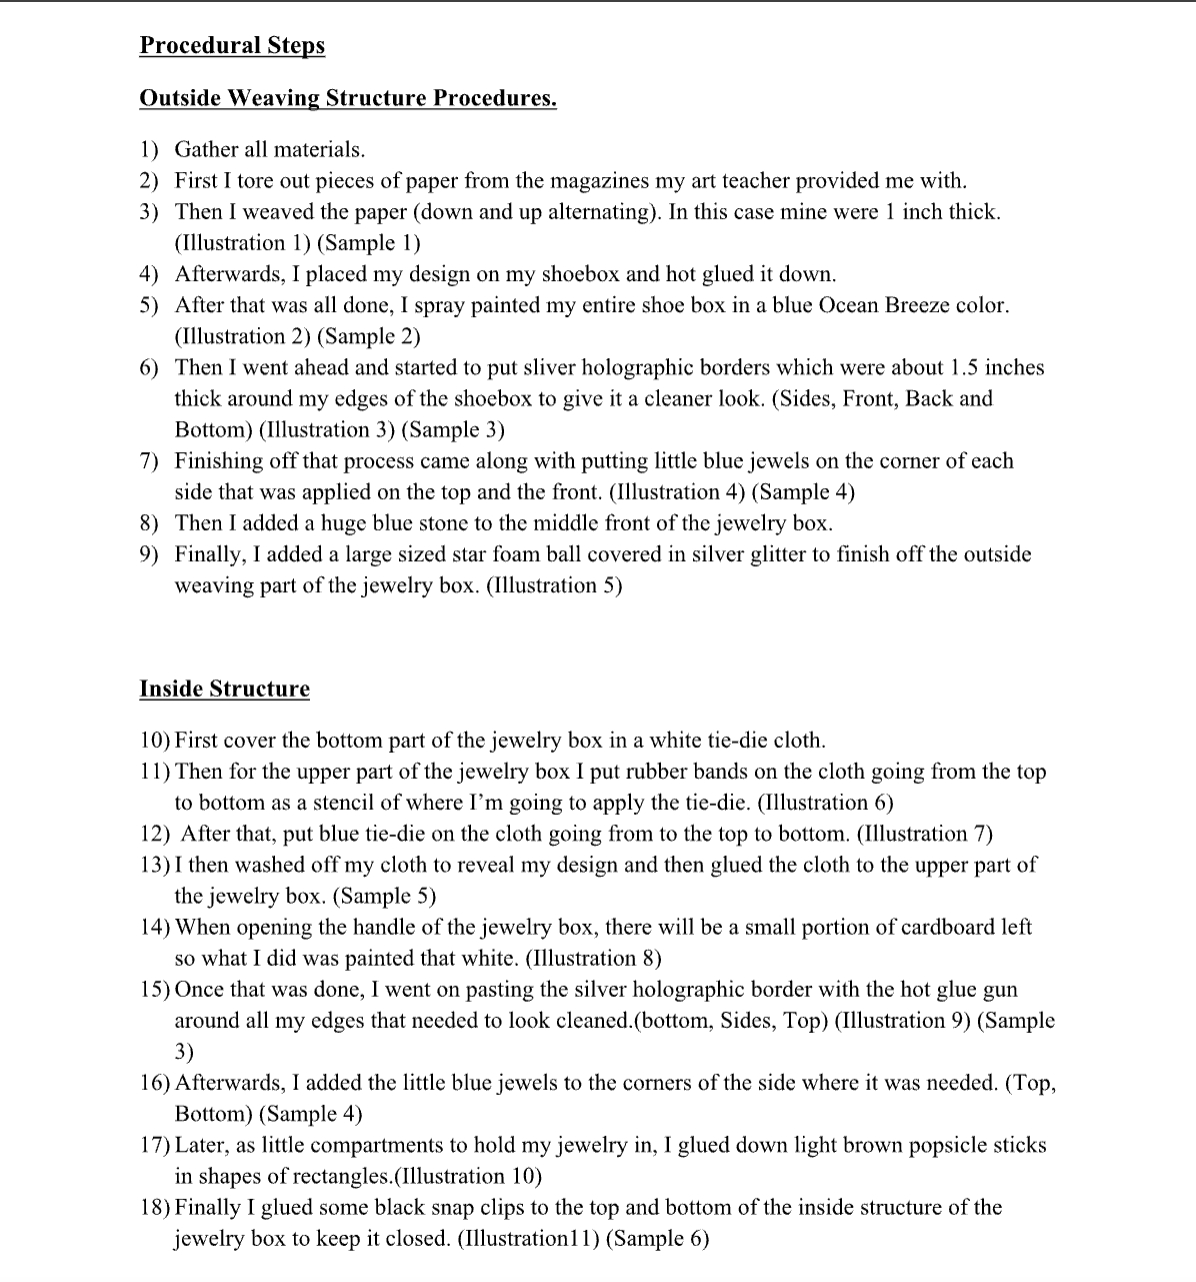 Procedural Steps
Outside Weaving Structure Procedures.
1) Gather all materials.
2) First I tore out pieces of paper from the magazines my art teacher provided me with.
3) Then I weaved the paper (down and up alternating). In this case mine were 1 inch thick.
(Illustration 1) (Sample 1)
4) Afterwards, I placed my design on my shoebox and hot glued it down.
5) After that was all done, I spray painted my entire shoe box in a blue Ocean Breeze color.
(Illustration 2) (Sample 2)
6) Then I went ahead and started to put sliver holographic borders which were about 1.5 inches
thick around my edges of the shoebox to give it a cleaner look. (Sides, Front, Back and
Bottom) (Illustration 3) (Sample 3)
7) Finishing off that process came along with putting little blue jewels on the corner of each
side that was applied on the top and the front. (Illustration 4) (Sample 4)
8) Then I added a huge blue stone to the middle front of the jewelry box.
9) Finally, I added a large sized star foam ball covered in silver glitter to finish off the outside
weaving part of the jewelry box. (Illustration 5)
Inside Structure
10) First cover the bottom part of the jewelry box in a white tie-die cloth.
11) Then for the upper part of the jewelry box I put rubber bands on the cloth going from the top
to bottom as a stencil of where I'm going to apply the tie-die. (Illustration 6)
12) After that, put blue tie-die on the cloth going from to the top to bottom. (Illustration 7)
13) I then washed off my cloth to reveal my design and then glued the cloth to the upper part of
the jewelry box. (Sample 5)
14) When opening the handle of the jewelry box, there will be a small portion of cardboard left
so what I did was painted that white. (Illustration 8)
15) Once that was done, I went on pasting the silver holographic border with the hot glue gun
around all my edges that needed to look cleaned.(bottom, Sides, Top) (Illustration 9) (Sample
3)
16) Afterwards, I added the little blue jewels to the corners of the side where it was needed. (Top,
Bottom) (Sample 4)
17) Later, as little compartments to hold my jewelry in, I glued down light brown popsicle sticks
in shapes of rectangles.(Illustration 10)
18) Finally I glued some black snap clips to the top and bottom of the inside structure of the
jewelry box to keep it closed. (Illustration11) (Sample 6)